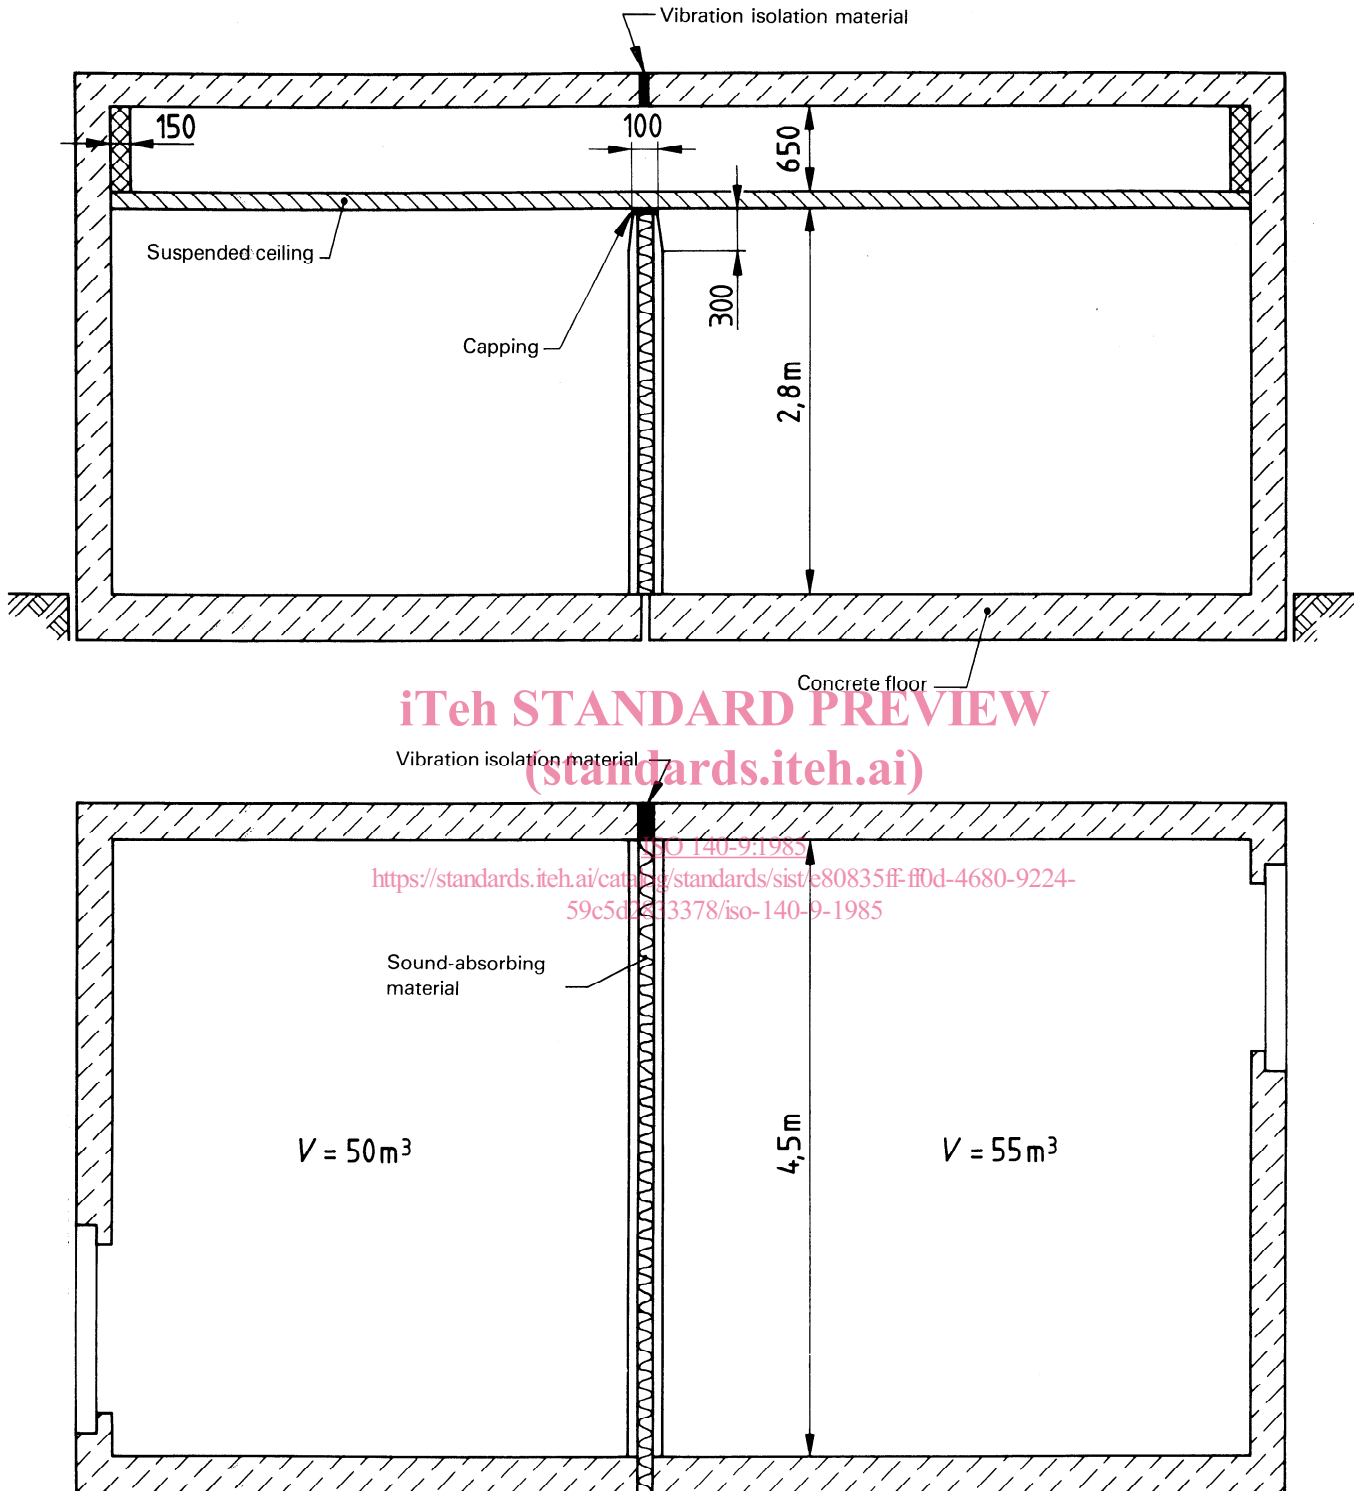 Vibration isolation material
150
100
650
Suspended ceiling
300
Capping
2,8 m
Concrete floor
iTeh STANDARD PREVIEW
Vibration isolation material
(standards.iteh.ai)
ISO 140-9:1985
https://standards.iteh.ai/catalog/standards/sist/e80835ff-ff0d-4680-9224-
59c5d2833378/iso-140-9-1985
Sound-absorbing
material
4,5 m
V = 50 m³
V = 55 m³